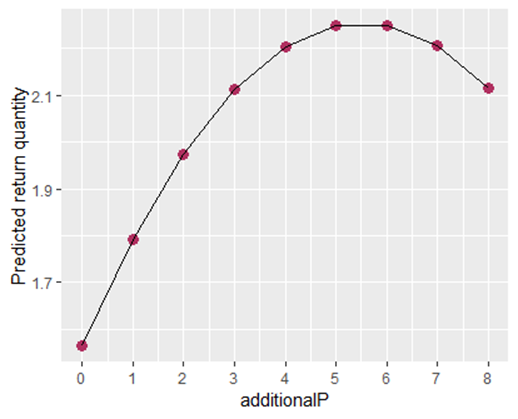 Predicted return quantity
2.1
1.9
1.7
0 1 2 3 4 5 6 7 8
additionalP